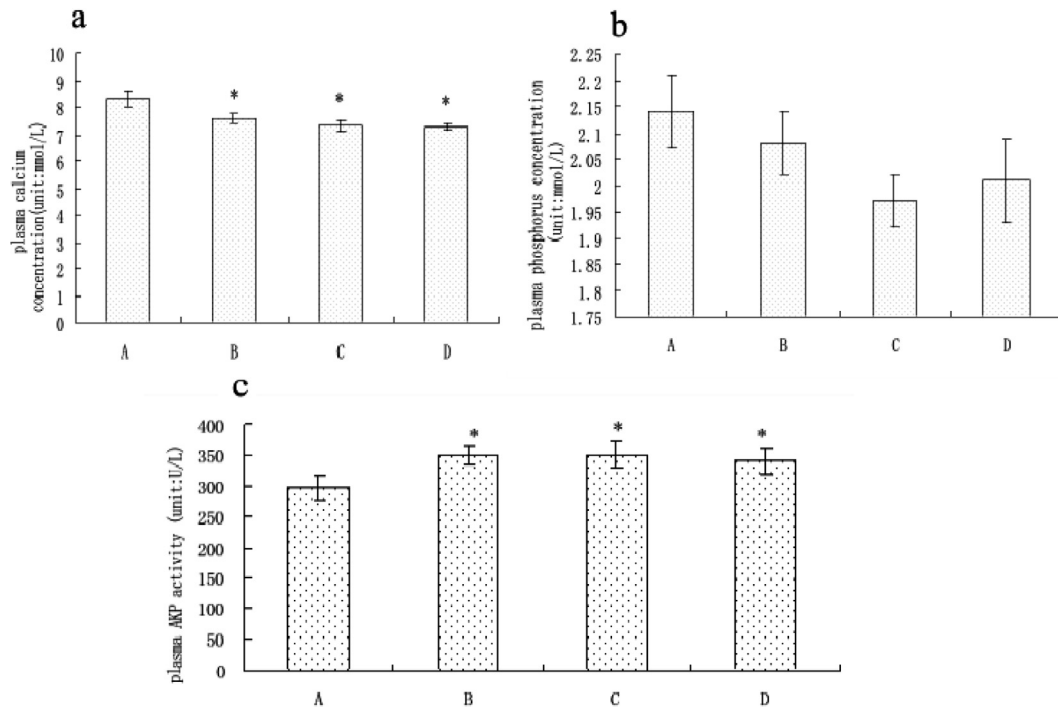 a
10
9
8
7
6
5
4
3
2
1
0
plasma calcium
concentration(unit:mmol/L)
* * *
A B C D
b
2.25
2.2
2.15
2.1
2.05
2
1.95
1.9
1.85
1.8
1.75
plasma phosphorus concentration
(unit:mmol/L)
A B C D
c
400
350
300
250
200
150
100
50
0
plasma AKP activity (unit:U/L)
* * *
A B C D